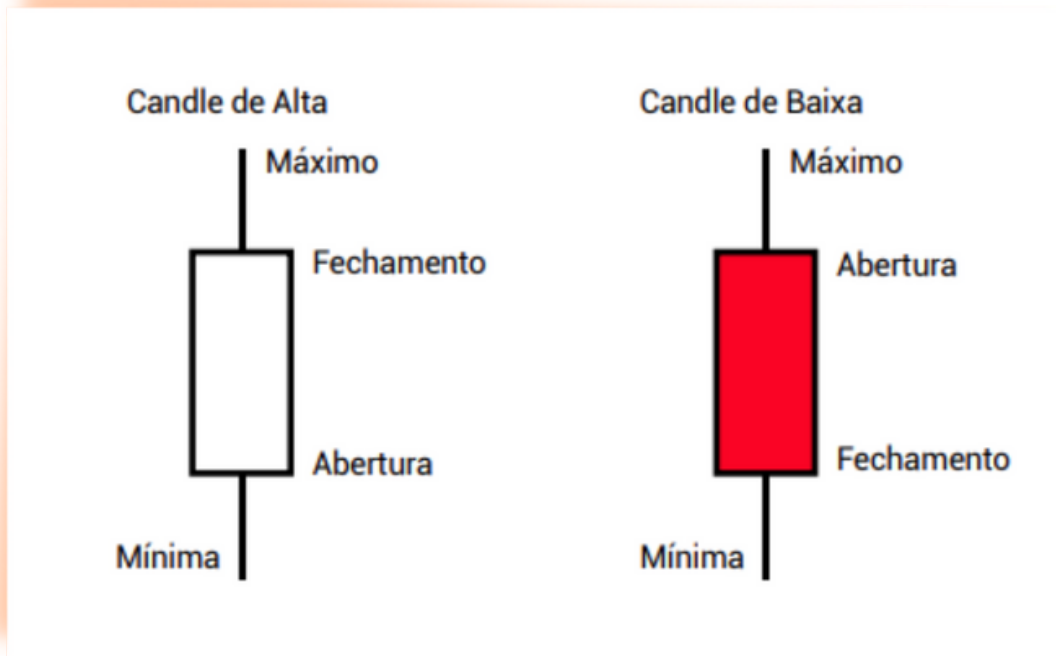 Candle de Alta
Máximo
Fechamento
Abertura
Mínima
Candle de Baixa
Máximo
Abertura
Fechamento
Mínima